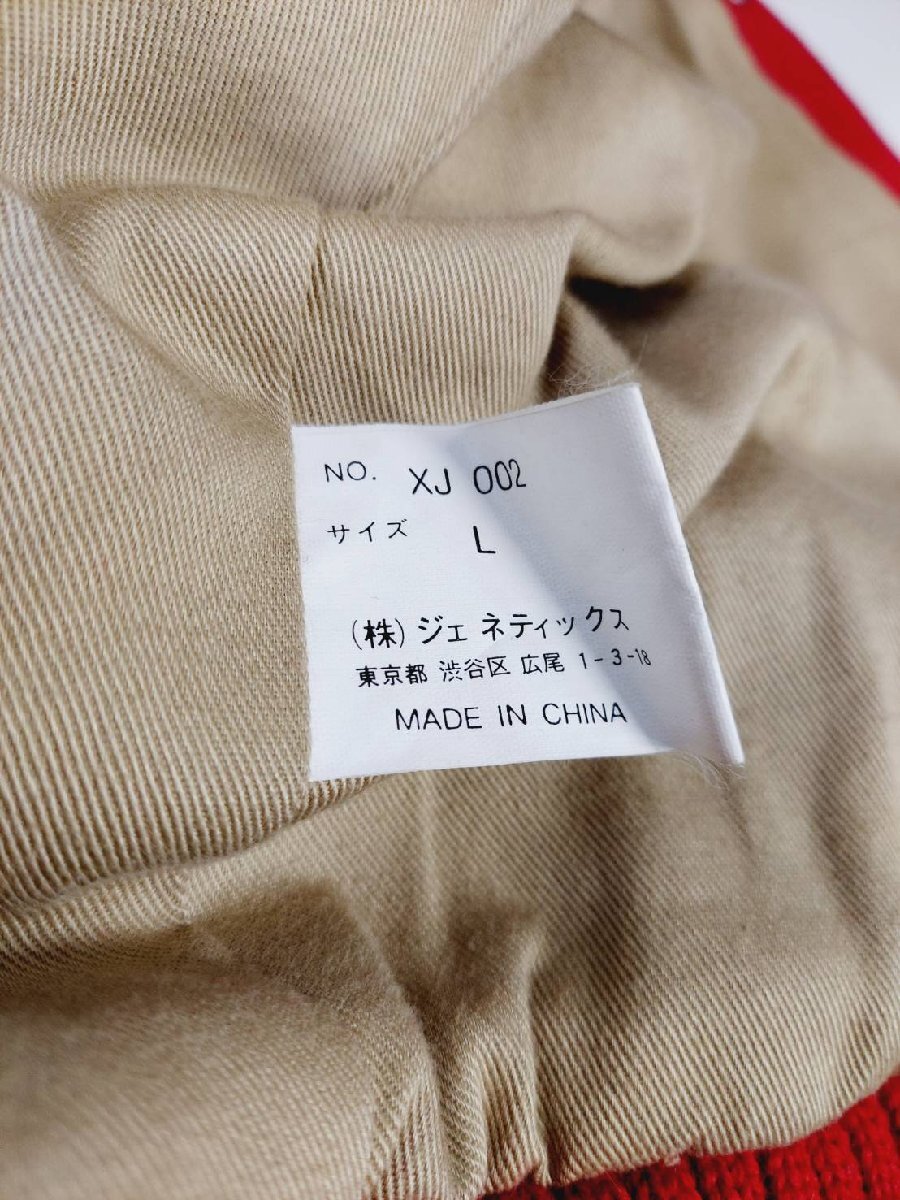 NO. XJ 002
サイズ L
(株)ジェネティックス
東京都 渋谷区 広尾 1-3-18
MADE IN CHINA